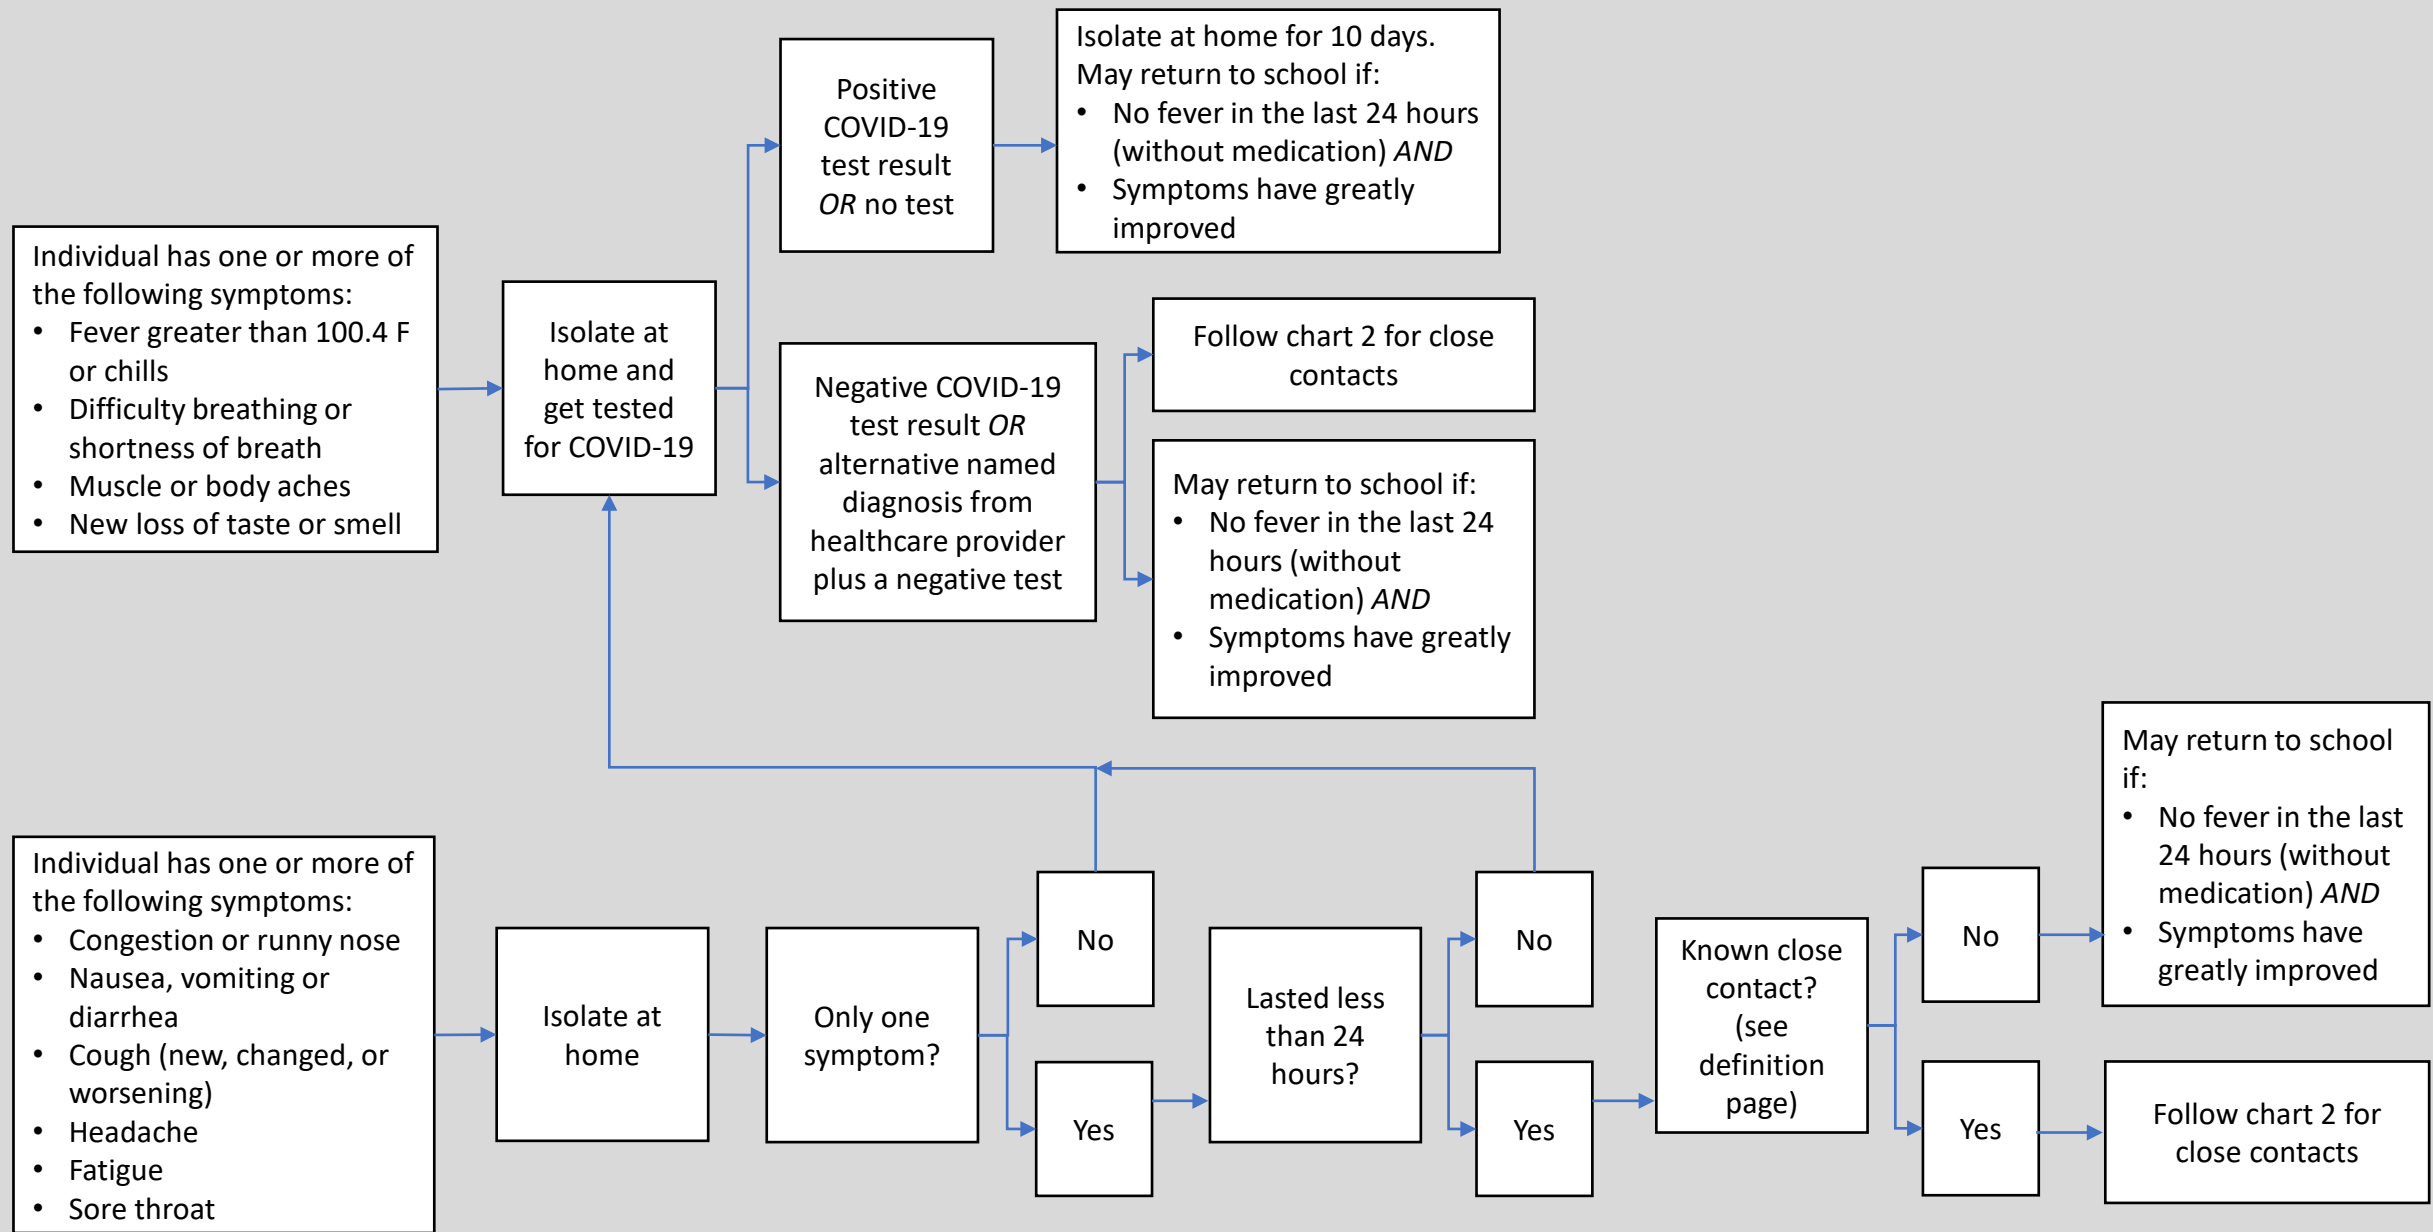 Positive
COVID-19
test result
OR no test
Isolate at home for 10 days.
May return to school if:
• No fever in the last 24 hours
(without medication) AND
• Symptoms have greatly
improved
Individual has one or more of
the following symptoms:
• Fever greater than 100.4 F
or chills
• Difficulty breathing or
shortness of breath
• Muscle or body aches
• New loss of taste or smell
Isolate at
home and
get tested
for COVID-19
Negative COVID-19
test result OR
alternative named
diagnosis from
healthcare provider
plus a negative test
Follow chart 2 for close
contacts
May return to school if:
• No fever in the last 24
hours (without
medication) AND
• Symptoms have greatly
improved
Individual has one or more of
the following symptoms:
• Congestion or runny nose
• Nausea, vomiting or
diarrhea
• Cough (new, changed, or
worsening)
• Headache
• Fatigue
• Sore throat
Isolate at
home
Only one
symptom?
No
Yes
Lasted less
than 24
hours?
No
Yes
Known close
contact?
(see
definition
page)
No
Yes
May return to school
if:
• No fever in the last
24 hours (without
medication) AND
• Symptoms have
greatly improved
Follow chart 2 for
close contacts